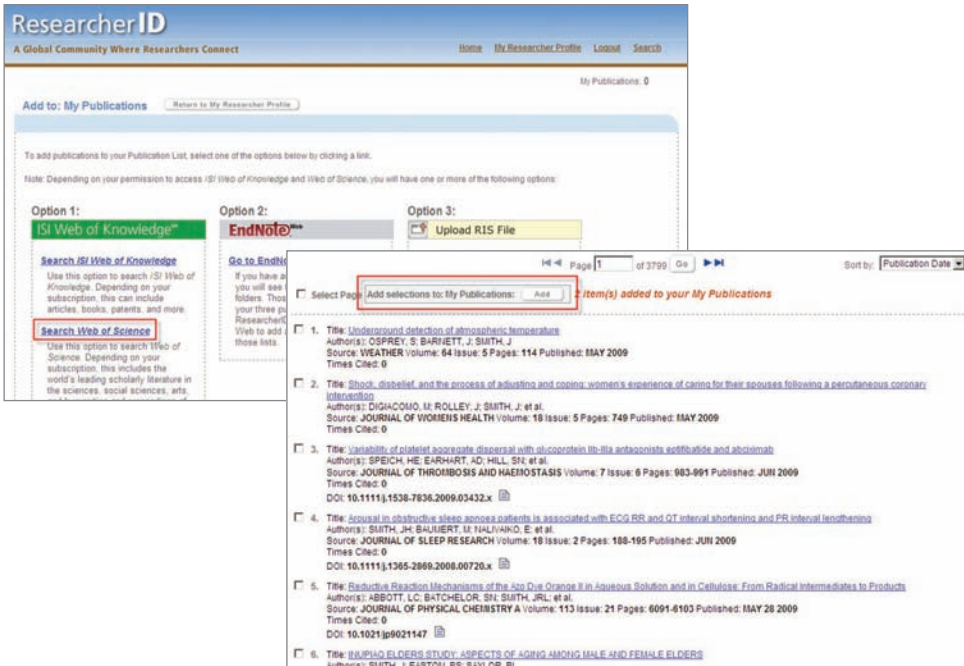 ResearcherID
A Global Community Where Researchers Connect
Home My Researcher Profile Logout Search
My Publications: 0
Add to: My Publications
Return to My Researcher Profile
To add publications to your Publication List, select one of the options below by clicking a link.
Note: Depending on your permission to access ISI Web of Knowledge and Web of Science, you will have one or more of the following options:
Option 1:
ISI Web of Knowledge℠
Search ISI Web of Knowledge
Use this option to search ISI Web of
Knowledge. Depending on your
subscription, this can include
articles, books, patents, and more.
Search Web of Science
Use this option to search Web of
Science. Depending on your
subscription, this includes the
world's leading scholarly literature in
the sciences, social sciences, arts,
Option 2:
EndNote Web
Go to EndNo
If you have a
you will see
folders. Thos
your three pu
ResearcherI
Web to add
those lists.
Option 3:
Upload RIS File
Page 1 of 3799 Go
Sort by: Publication Date
Select Page Add selections to: My Publications: Add
item(s) added to your My Publications
1. Title: Underground detection of atmospheric temperature
Author(s): OSPREY, S; BARNETT, J; SMITH, J
Source: WEATHER Volume: 64 Issue: 5 Pages: 114 Published: MAY 2009
Times Cited: 0
2. Title: Shock, disbelief, and the process of adjusting and coping: women's experience of caring for their spouses following a percutaneous coronary
intervention
Author(s): DIGIACOMO, M; ROLLEY, J; SMITH, J; et al.
Source: JOURNAL OF WOMENS HEALTH Volume: 18 Issue: 5 Pages: 749 Published: MAY 2009
Times Cited: 0
3. Title: Variability of platelet aggregate dispersal with glycoprotein IIb-IIIa antagonists eptifibatide and abciximab
Author(s): SPEICH, HE; EARHART, AD; HILL, SN; et al.
Source: JOURNAL OF THROMBOSIS AND HAEMOSTASIS Volume: 7 Issue: 6 Pages: 983-991 Published: JUN 2009
Times Cited: 0
DOI: 10.1111/j.1538-7836.2009.03432.x
4. Title: Arousal in obstructive sleep apnoea patients is associated with ECG RR and QT interval shortening and PR interval lengthening
Author(s): SMITH, JH; BAUMERT, M; NALIVAIKO, E; et al.
Source: JOURNAL OF SLEEP RESEARCH Volume: 18 Issue: 2 Pages: 188-195 Published: JUN 2009
Times Cited: 0
DOI: 10.1111/j.1365-2869.2008.00720.x
5. Title: Reductive Reaction Mechanisms of the Azo Dye Orange II in Aqueous Solution and in Cellulose: From Radical Intermediates to Products
Author(s): ABBOTT, LC; BATCHELOR, SN; SMITH, JRL; et al.
Source: JOURNAL OF PHYSICAL CHEMISTRY A Volume: 113 Issue: 21 Pages: 6091-6103 Published: MAY 28 2009
Times Cited: 0
DOI: 10.1021/jp9021147
6. Title: INUPIAQ ELDERS STUDY: ASPECTS OF AGING AMONG MALE AND FEMALE ELDERS
Author(s): SMITH, J; EASTON, PS; SAYLOR, BL